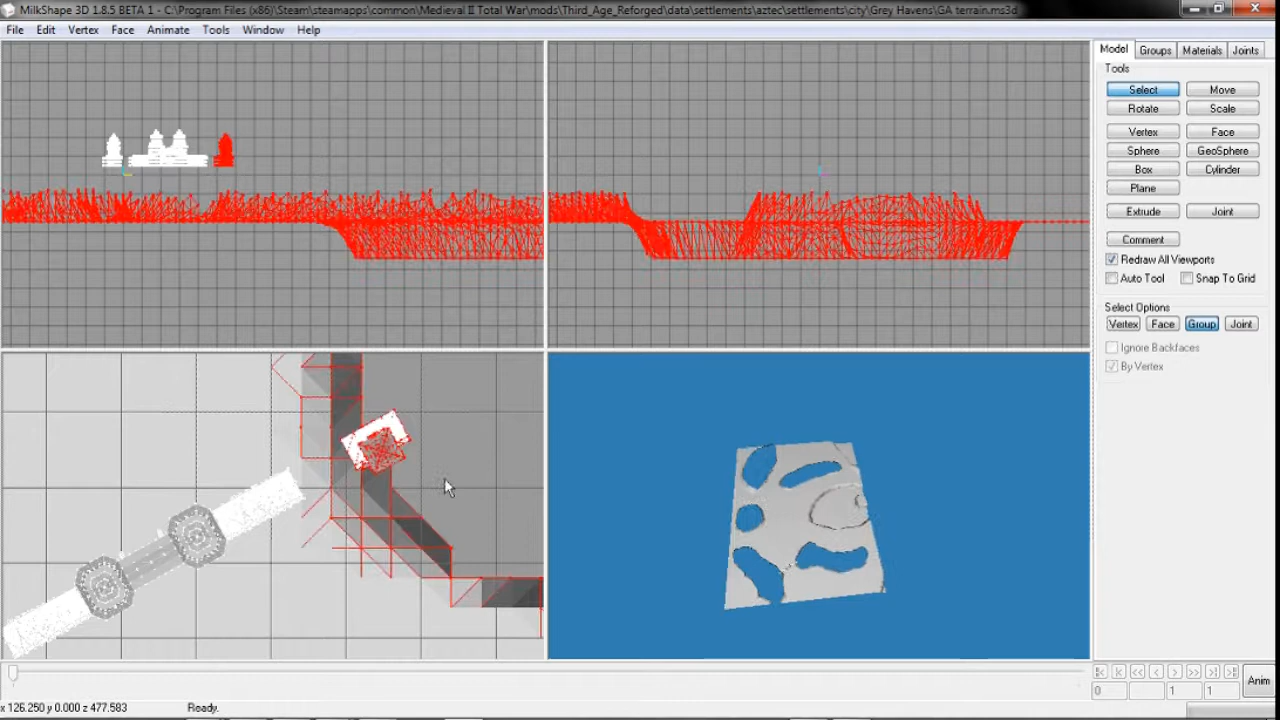 MilkShape 3D 1.8.5 BETA 1 - C:\Program Files (x86)\Steam\steamapps\common\Medieval II Total War\mods\Third_Age_Reforged\data\settlements\aztec\settlements\city\Grey Havens\GA terrain.ms3d
File Edit Vertex Face Animate Tools Window Help
Model Groups Materials Joints
Tools
Select Move
Rotate Scale
Vertex Face
Sphere GeoSphere
Box Cylinder
Plane
Extrude Joint
Comment
Redraw All Viewports
Auto Tool Snap To Grid
Select Options
Vertex Face Group Joint
Ignore Backfaces
By Vertex
0 1 1 Anim
x 126.250 y 0.000 z 477.583 Ready.